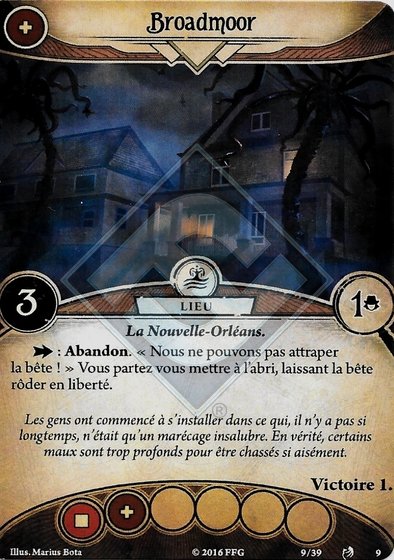 Broadmoor
3
LIEU
1
La Nouvelle-Orléans.
: Abandon. « Nous ne pouvons pas attraper
la bête ! » Vous partez vous mettre à l'abri, laissant la bête
rôder en liberté.
Les gens ont commencé à s'installer dans ce qui, il n'y a pas si
longtemps, n'était qu'un marécage insalubre. En vérité, certains
maux sont trop profonds pour être chassés si aisément.
Victoire 1.
Illus. Marius Bota
© 2016 FFG
9/39
9